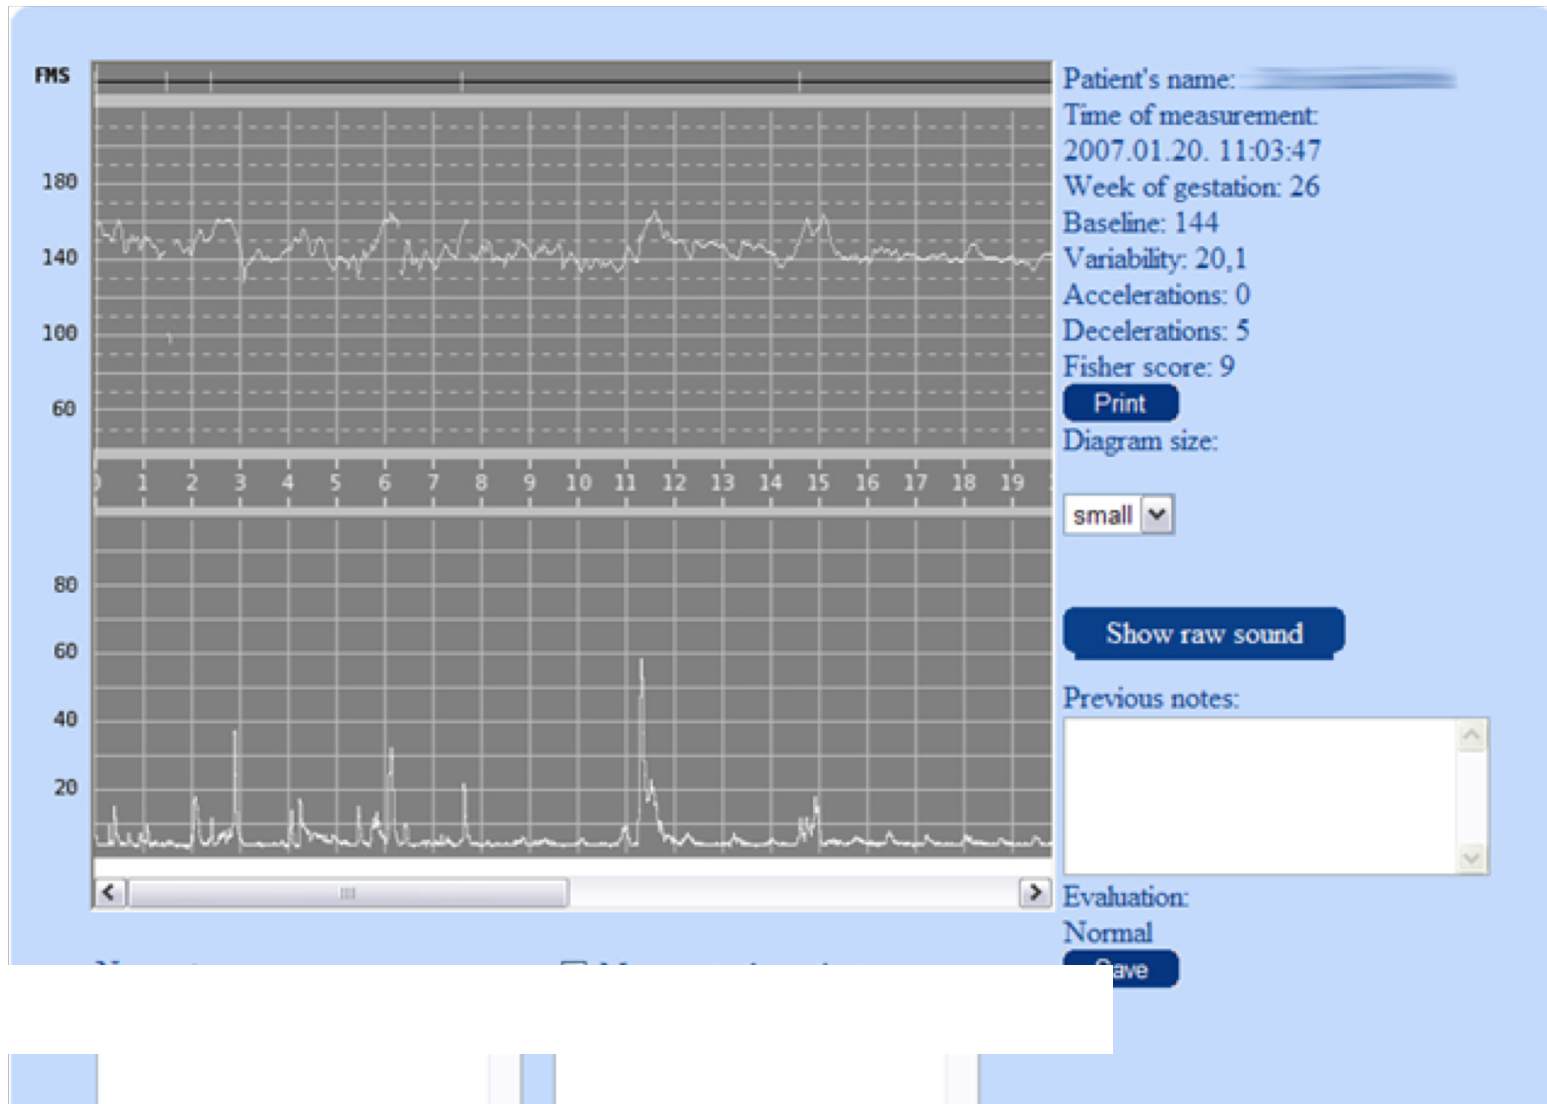 FMS
180
140
100
60
0 1 2 3 4 5 6 7 8 9 10 11 12 13 14 15 16 17 18 19
80
60
40
20
Patient's name:
Time of measurement:
2007.01.20. 11:03:47
Week of gestation: 26
Baseline: 144
Variability: 20,1
Accelerations: 0
Decelerations: 5
Fisher score: 9
Print
Diagram size:
small
Show raw sound
Previous notes:
Evaluation:
Normal
Save